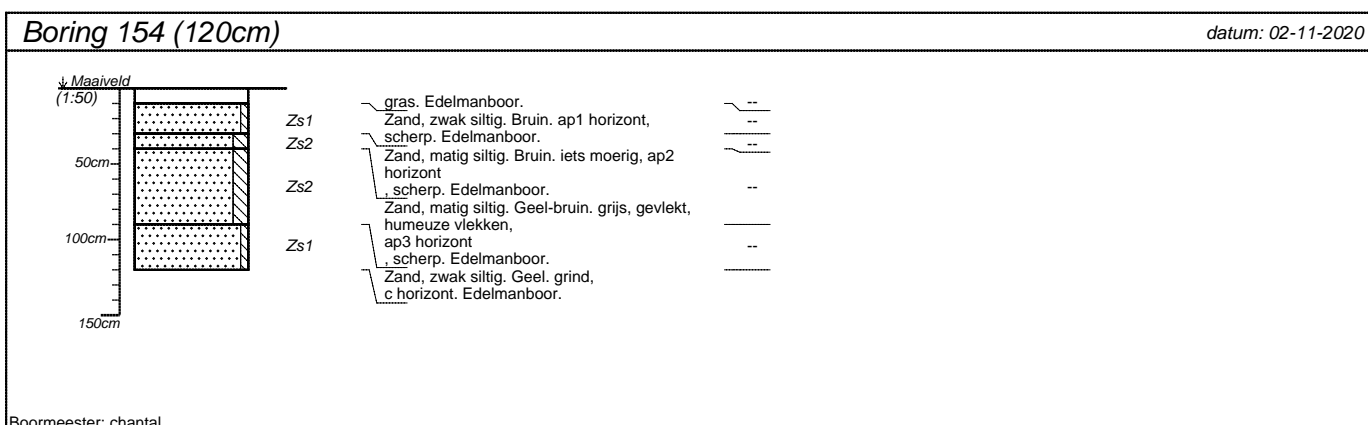 Boring 154 (120cm)
datum: 02-11-2020
Maaiveld
(1:50)
50cm
100cm
150cm
Zs1
Zs2
Zs2
Zs1
gras. Edelmanboor.
Zand, zwak siltig. Bruin. ap1 horizont,
scherp. Edelmanboor.
Zand, matig siltig. Bruin. iets moerig, ap2
horizont
, scherp. Edelmanboor.
Zand, matig siltig. Geel-bruin. grijs, gevlekt,
humeuze vlekken,
ap3 horizont
, scherp. Edelmanboor.
Zand, zwak siltig. Geel. grind,
c horizont. Edelmanboor.
--
--
--
--
--
Boormeester: chantal